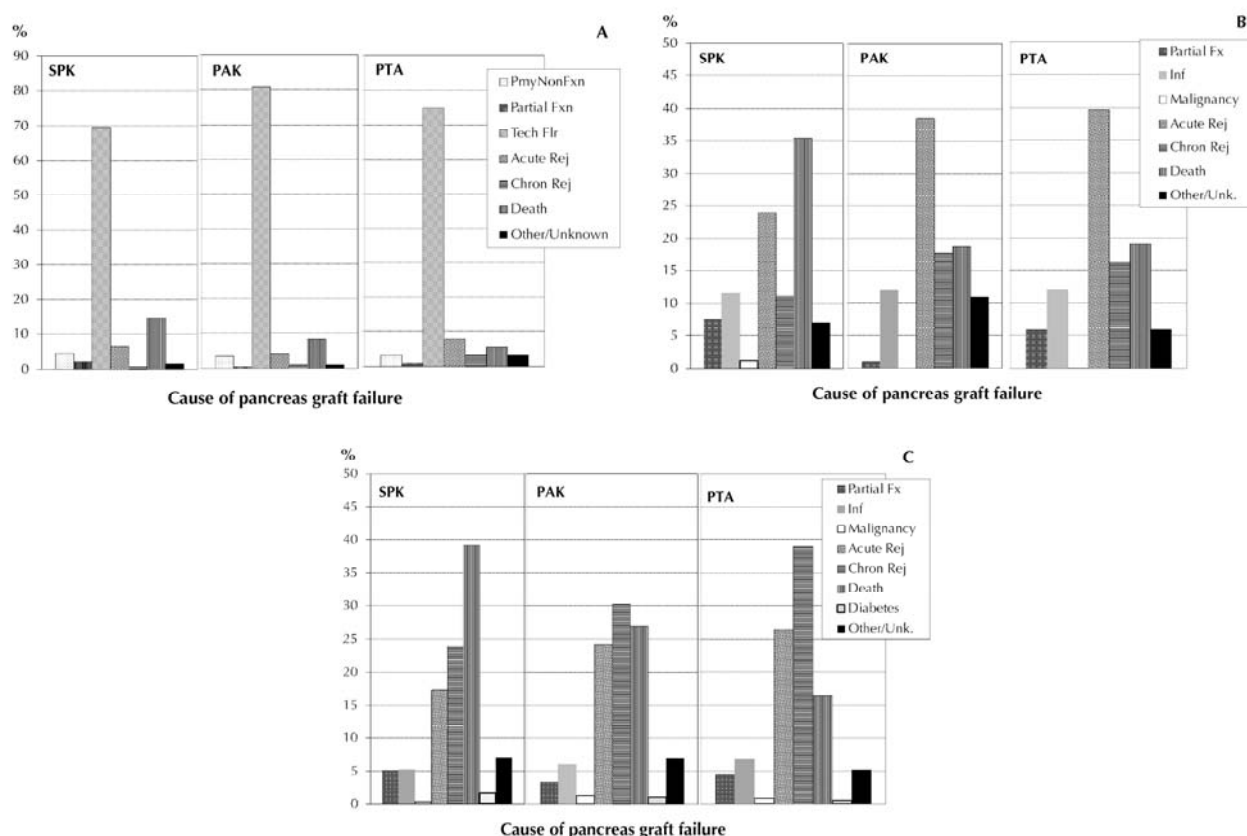 %
A
90
80
70
60
50
40
30
20
10
0
SPK
PAK
PTA
PmyNonFxn
Partial Fxn
Tech Flr
Acute Rej
Chron Rej
Death
Other/Unknown
Cause of pancreas graft failure
%
B
50
45
40
35
30
25
20
15
10
5
0
SPK
PAK
PTA
Partial Fx
Inf
Malignancy
Acute Rej
Chron Rej
Death
Other/Unk.
Cause of pancreas graft failure
%
C
50
45
40
35
30
25
20
15
10
5
0
SPK
PAK
PTA
Partial Fx
Inf
Malignancy
Acute Rej
Chron Rej
Death
Diabetes
Other/Unk.
Cause of pancreas graft failure